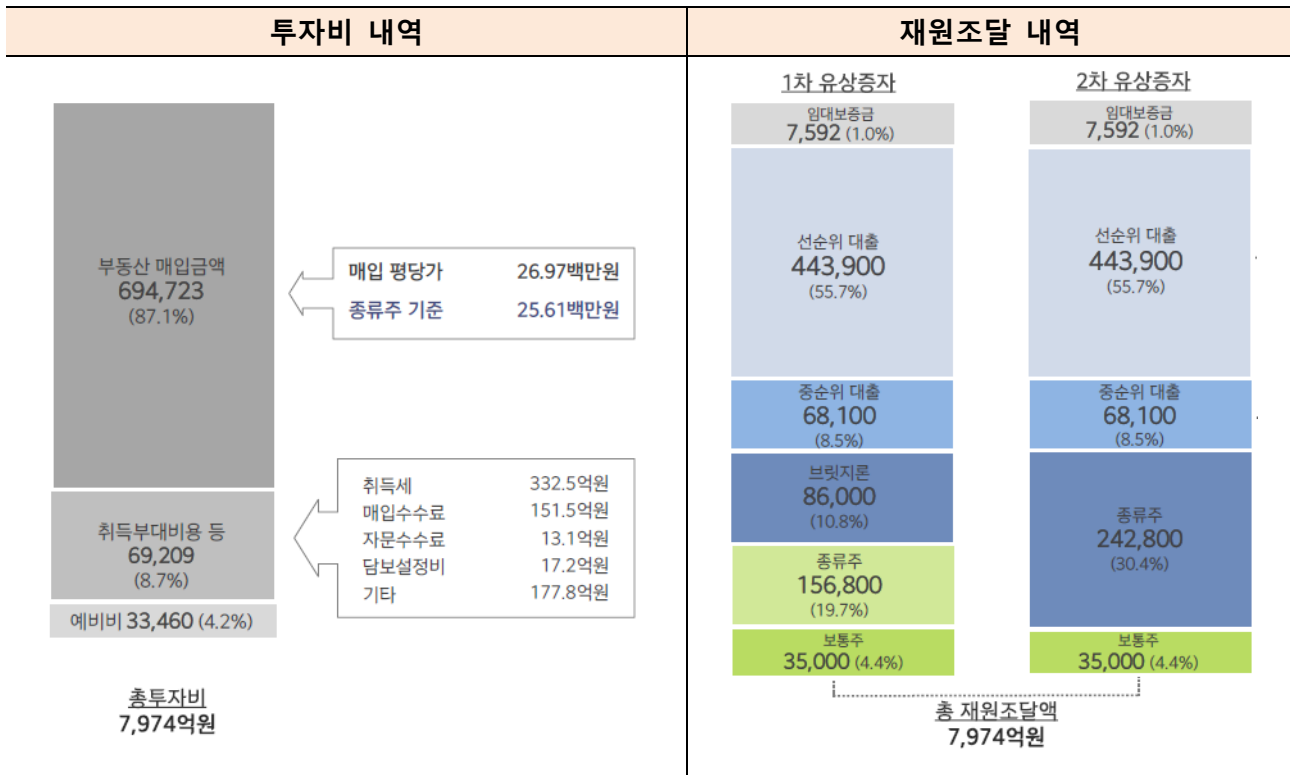 투자비 내역
재원조달 내역
부동산 매입금액
694,723
(87.1%)
매입 평당가 26.97백만원
종류주 기준 25.61백만원
취득부대비용 등
69,209
(8.7%)
취득세 332.5억원
매입수수료 151.5억원
자문수수료 13.1억원
담보설정비 17.2억원
기타 177.8억원
예비비 33,460 (4.2%)
총투자비
7,974억원
1차 유상증자
임대보증금
7,592 (1.0%)
선순위 대출
443,900
(55.7%)
중순위 대출
68,100
(8.5%)
브릿지론
86,000
(10.8%)
종류주
156,800
(19.7%)
보통주
35,000 (4.4%)
2차 유상증자
임대보증금
7,592 (1.0%)
선순위 대출
443,900
(55.7%)
중순위 대출
68,100
(8.5%)
종류주
242,800
(30.4%)
보통주
35,000 (4.4%)
총 재원조달액
7,974억원